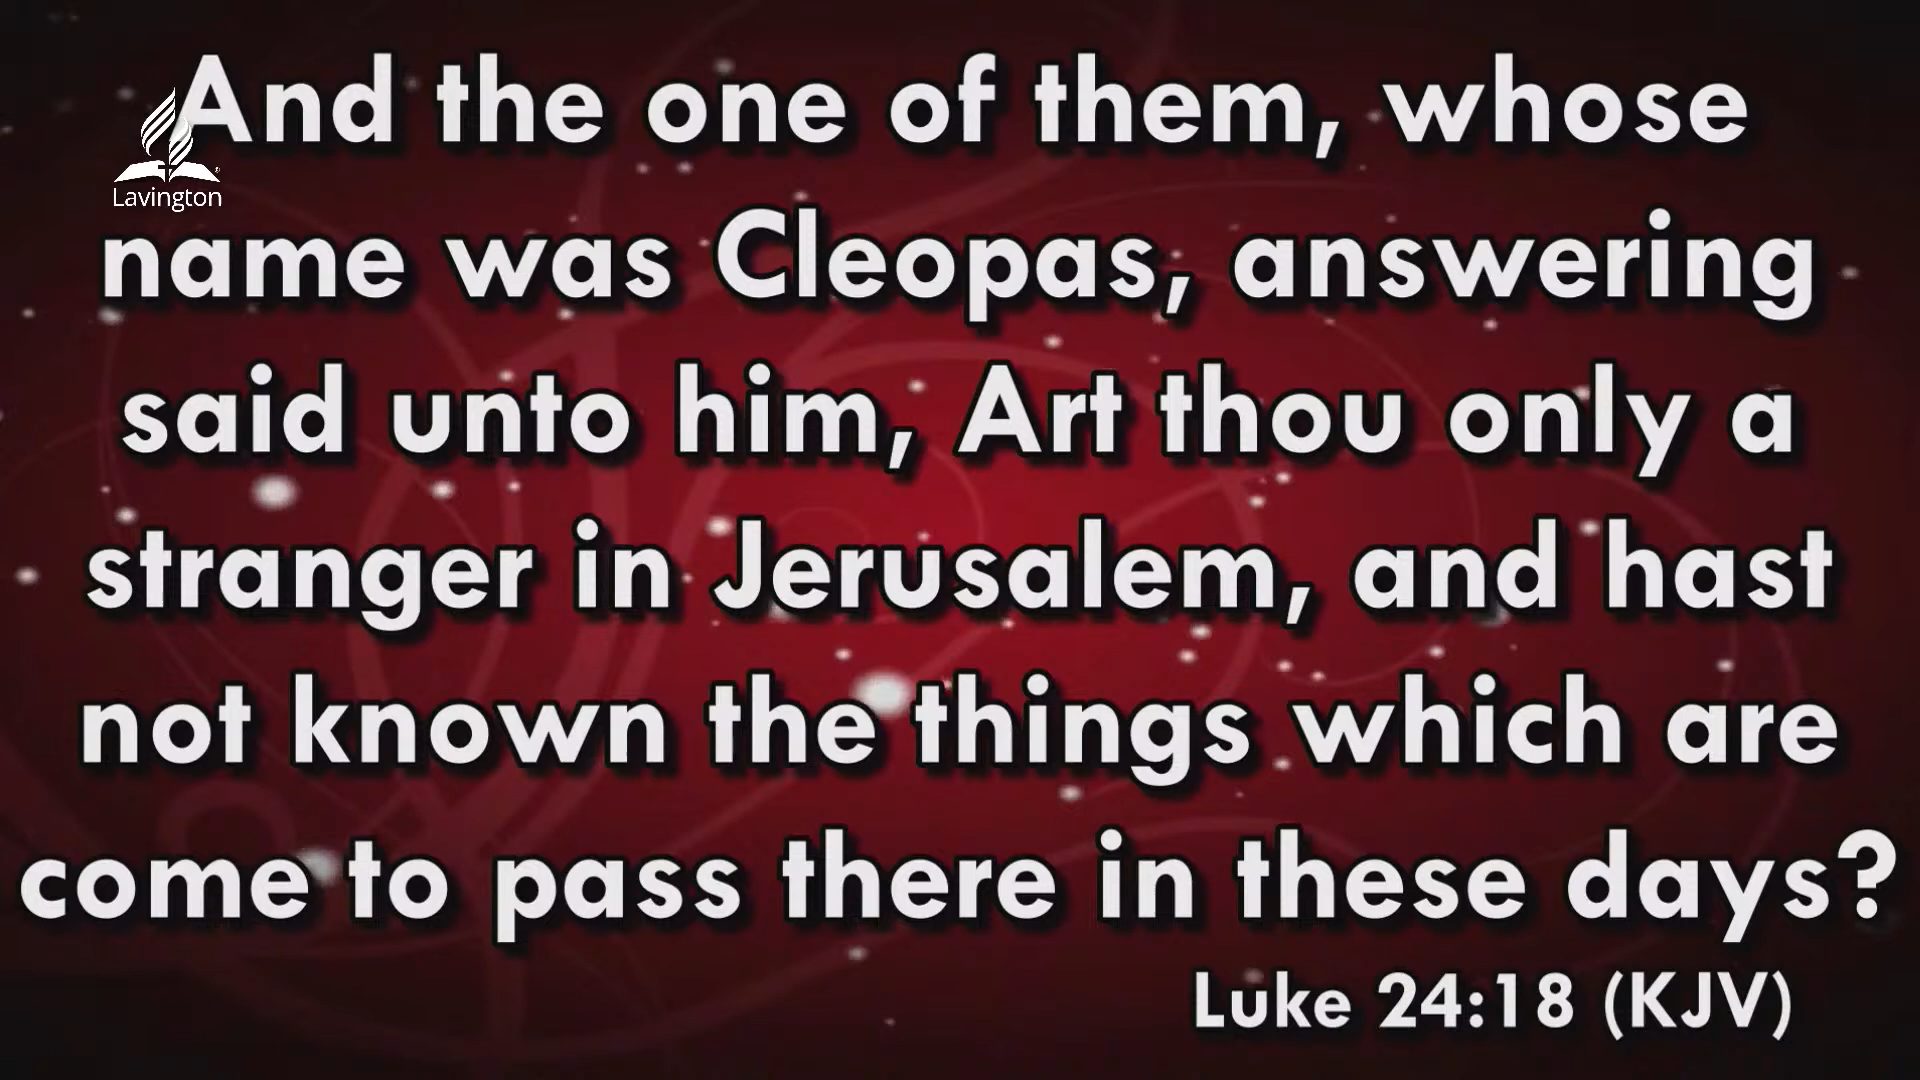 And the one of them, whose
Lavington
name was Cleopas, answering
said unto him, Art thou only a
stranger in Jerusalem, and hast
not known the things which are
come to pass there in these days?
Luke 24:18 (KJV)